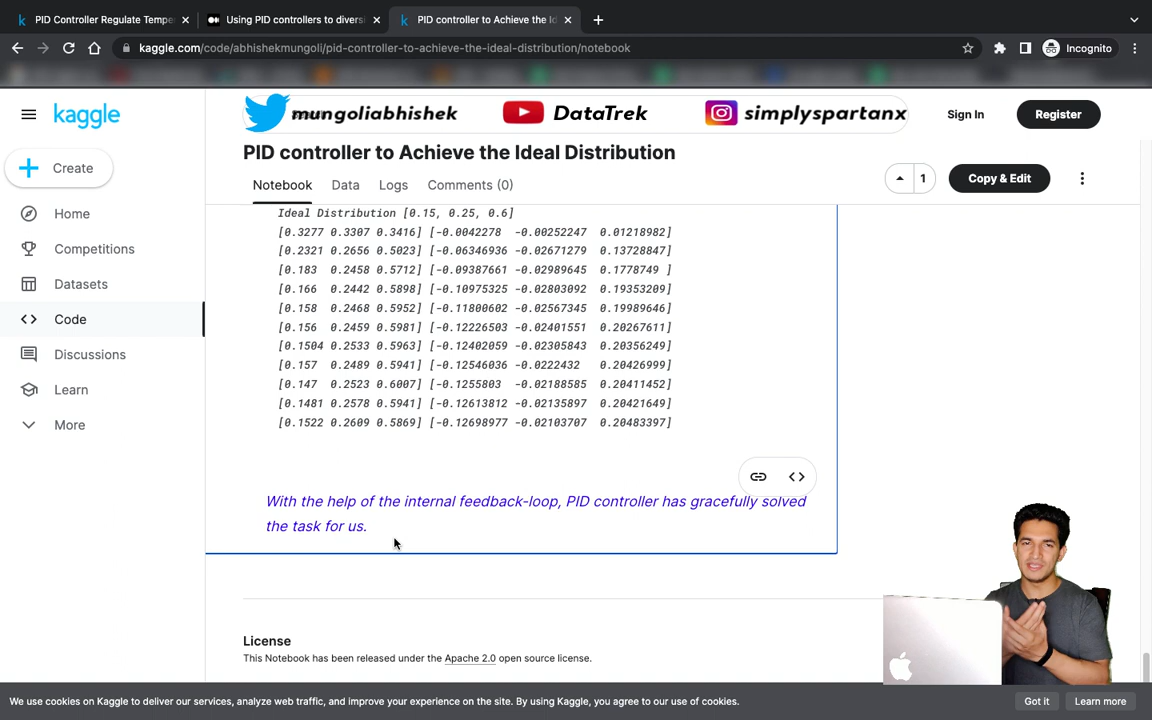 PID Controller Regulate Tempe
Using PID controllers to diversi
PID controller to Achieve the Id
kaggle.com/code/abhishekmungoli/pid-controller-to-achieve-the-ideal-distribution/notebook
Incognito
kaggle
mungoliabhishek
DataTrek
simplyspartanx
Sign In
Register
PID controller to Achieve the Ideal Distribution
Create
1
Copy & Edit
Notebook
Data
Logs
Comments (0)
Home
Competitions
Datasets
Code
Discussions
Learn
More
Ideal Distribution [0.15, 0.25, 0.6]
[0.3277 0.3307 0.3416] [-0.0042278 -0.00252247 0.01218982]
[0.2321 0.2656 0.5023] [-0.06346936 -0.02671279 0.13728847]
[0.183 0.2458 0.5712] [-0.09387661 -0.02989645 0.1778749 ]
[0.166 0.2442 0.5898] [-0.10975325 -0.02803092 0.19353209]
[0.158 0.2468 0.5952] [-0.11800602 -0.02567345 0.19989646]
[0.156 0.2459 0.5981] [-0.12226503 -0.02401551 0.20267611]
[0.1504 0.2533 0.5963] [-0.12402059 -0.02305843 0.20356249]
[0.157 0.2489 0.5941] [-0.12546036 -0.0222432 0.20426999]
[0.147 0.2523 0.6007] [-0.1255803 -0.02188585 0.20411452]
[0.1481 0.2578 0.5941] [-0.12613812 -0.02135897 0.20421649]
[0.1522 0.2609 0.5869] [-0.12698977 -0.02103707 0.20483397]
With the help of the internal feedback-loop, PID controller has gracefully solved
the task for us.
License
This Notebook has been released under the Apache 2.0 open source license.
We use cookies on Kaggle to deliver our services, analyze web traffic, and improve your experience on the site. By using Kaggle, you agree to our use of cookies.
Got it
Learn more